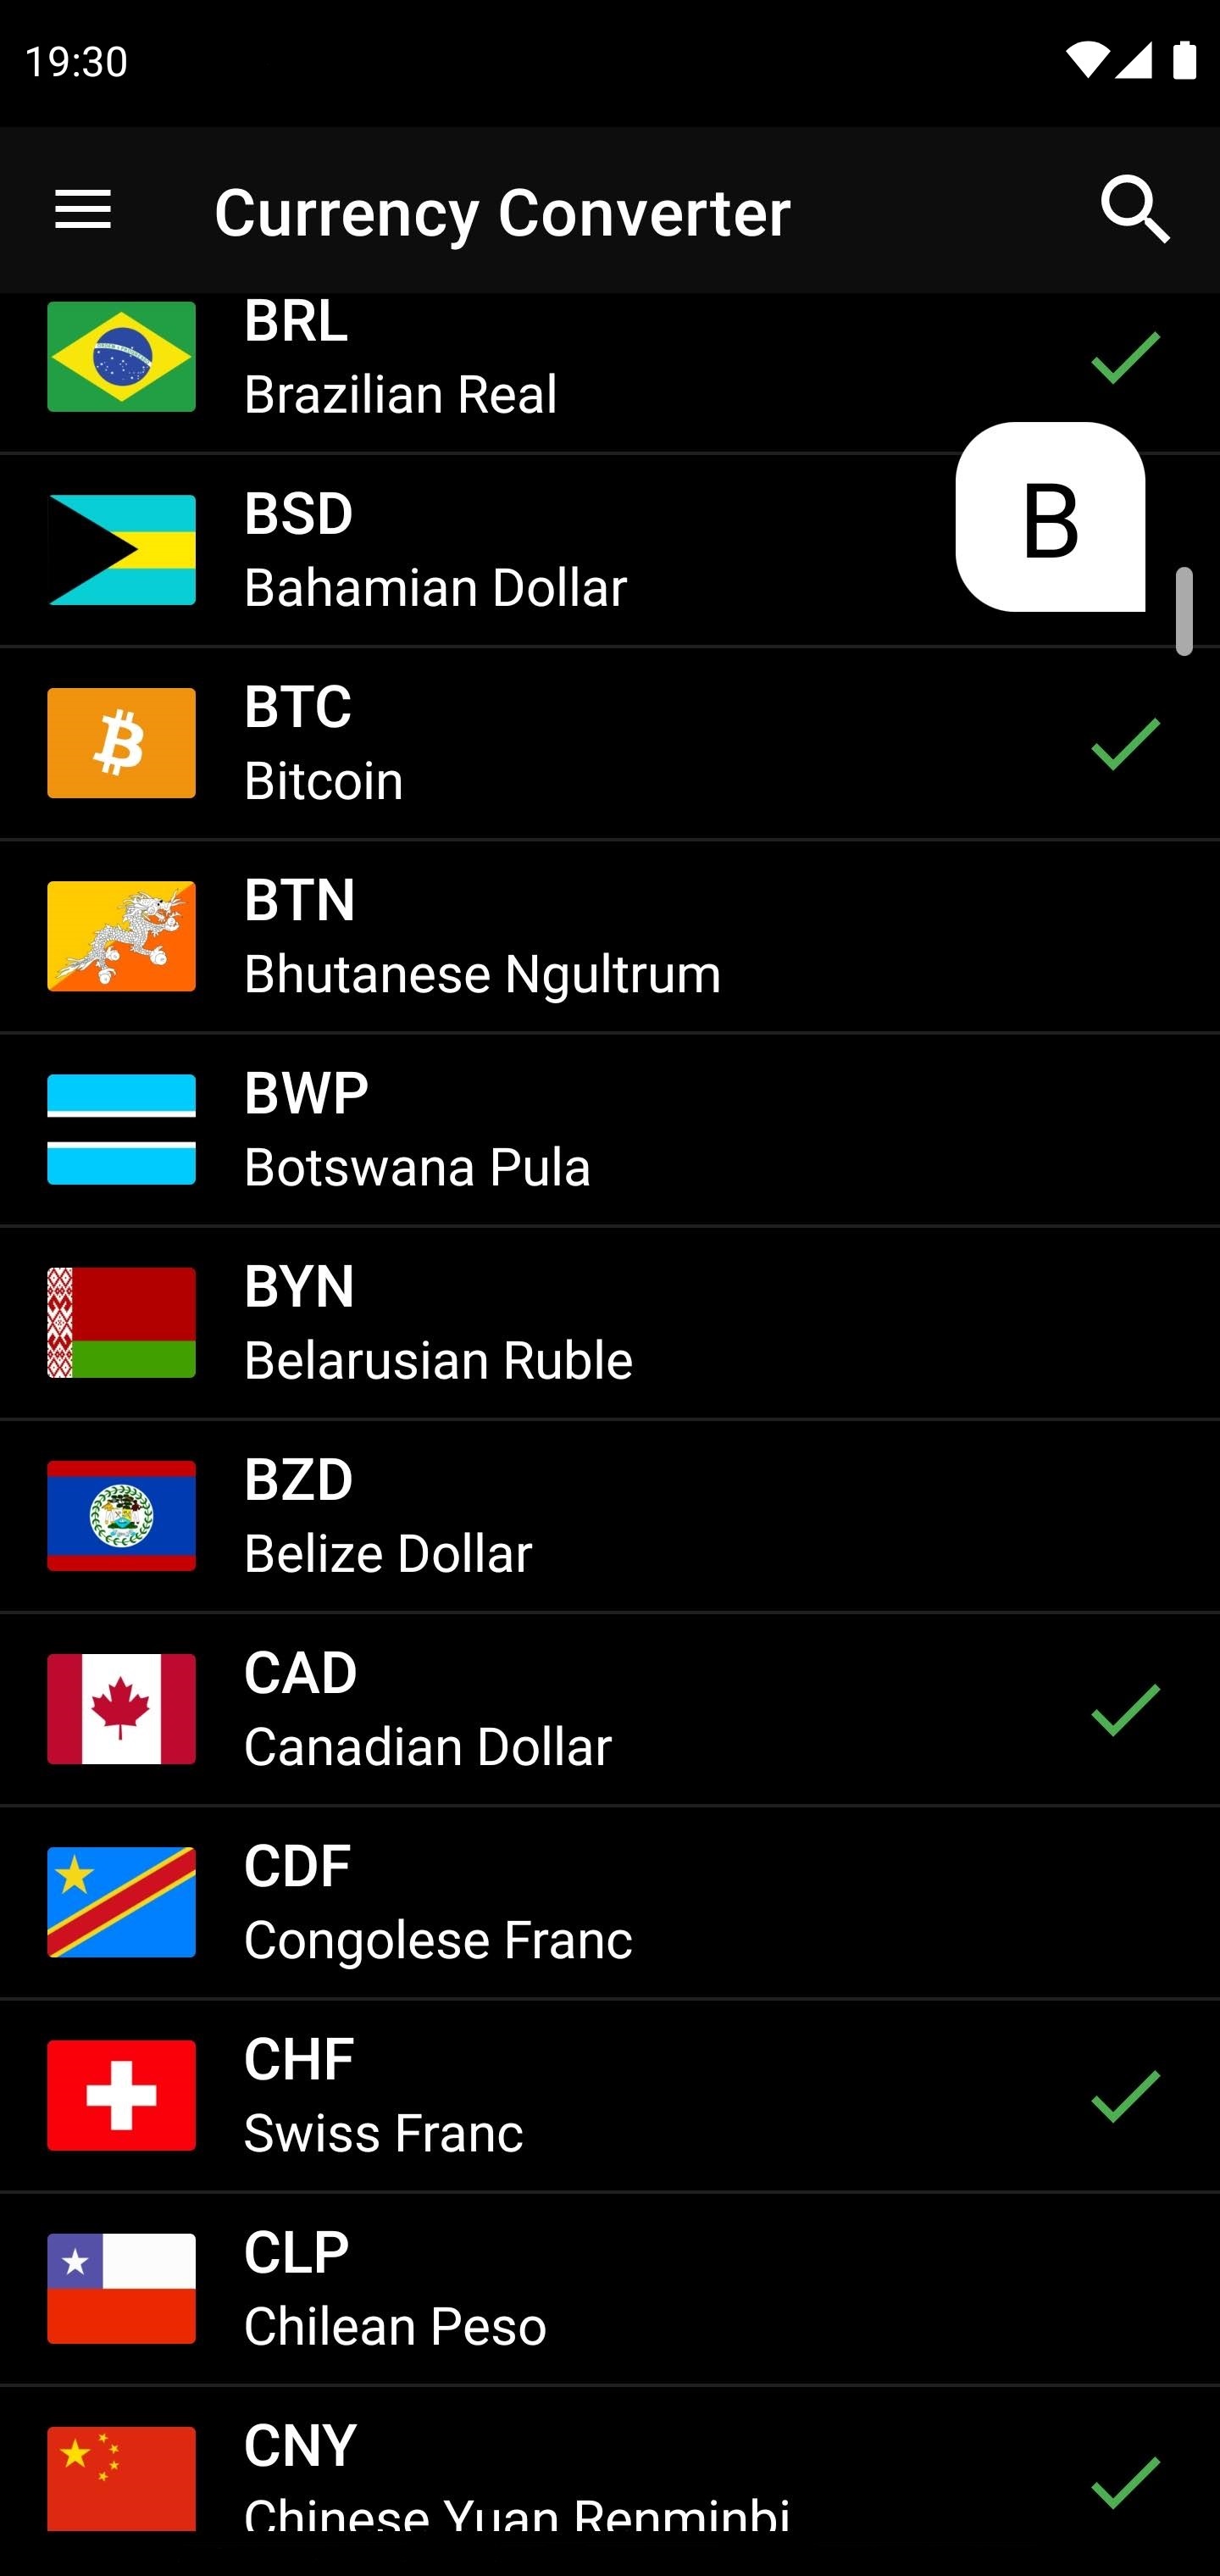 19:30
Currency Converter
BRL
Brazilian Real
B
BSD
Bahamian Dollar
BTC
Bitcoin
BTN
Bhutanese Ngultrum
BWP
Botswana Pula
BYN
Belarusian Ruble
BZD
Belize Dollar
CAD
Canadian Dollar
CDF
Congolese Franc
CHF
Swiss Franc
CLP
Chilean Peso
CNY
Chinese Yuan Renminbi